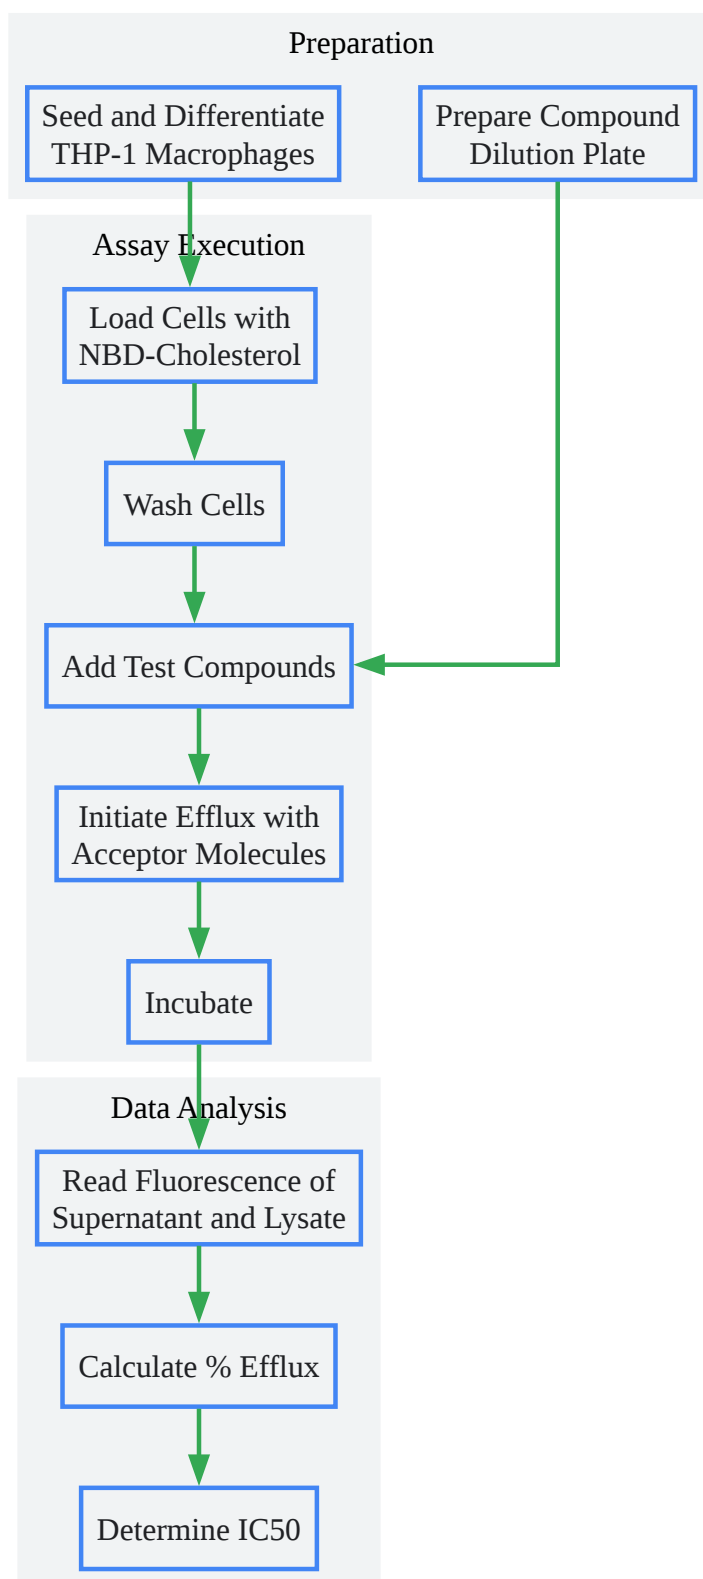 Preparation
Seed and Differentiate
THP-1 Macrophages
Prepare Compound
Dilution Plate
Assay Execution
Load Cells with
NBD-Cholesterol
Wash Cells
Add Test Compounds
Initiate Efflux with
Acceptor Molecules
Incubate
Data Analysis
Read Fluorescence of
Supernatant and Lysate
Calculate % Efflux
Determine IC50